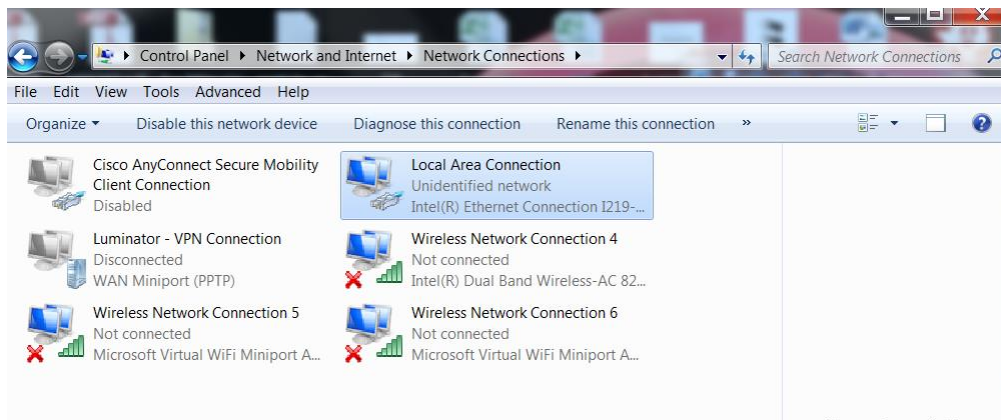 Control Panel ▸ Network and Internet ▸ Network Connections ▸
Search Network Connections
File Edit View Tools Advanced Help
Organize Disable this network device Diagnose this connection Rename this connection »
Cisco AnyConnect Secure Mobility
Client Connection
Disabled
Local Area Connection
Unidentified network
Intel(R) Ethernet Connection I219-...
Luminator - VPN Connection
Disconnected
WAN Miniport (PPTP)
Wireless Network Connection 4
Not connected
Intel(R) Dual Band Wireless-AC 82...
Wireless Network Connection 5
Not connected
Microsoft Virtual WiFi Miniport A...
Wireless Network Connection 6
Not connected
Microsoft Virtual WiFi Miniport A...